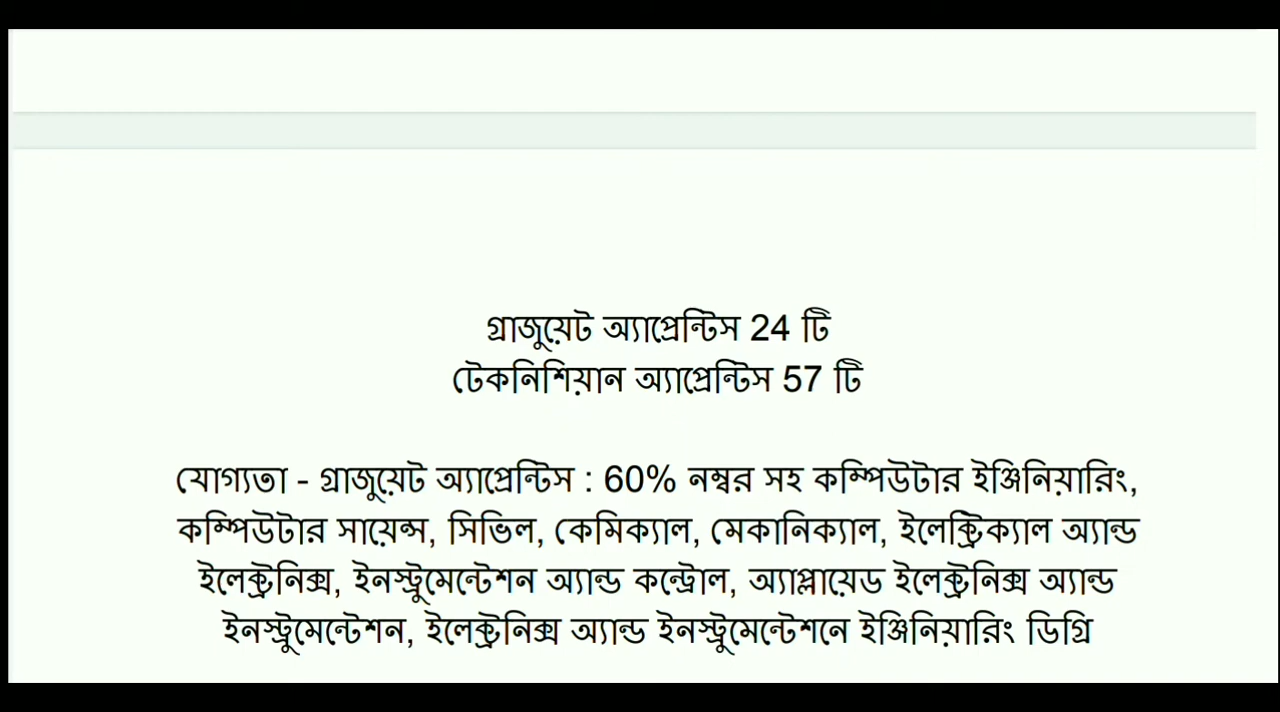 গ্রাজুয়েট অ্যাপ্রেন্টিস 24 টি
টেকনিশিয়ান অ্যাপ্রেন্টিস 57 টি
যোগ্যতা - গ্রাজুয়েট অ্যাপ্রেন্টিস : 60% নম্বর সহ কম্পিউটার ইঞ্জিনিয়ারিং,
কম্পিউটার সায়েন্স, সিভিল, কেমিক্যাল, মেকানিক্যাল, ইলেক্ট্রিক্যাল অ্যান্ড
ইলেক্ট্রনিক্স, ইনস্ট্রুমেন্টেশন অ্যান্ড কন্ট্রোল, অ্যাপ্লায়েড ইলেক্ট্রনিক্স অ্যান্ড
ইনস্ট্রুমেন্টেশন, ইলেক্ট্রনিক্স অ্যান্ড ইনস্ট্রুমেন্টেশনে ইঞ্জিনিয়ারিং ডিগ্রি